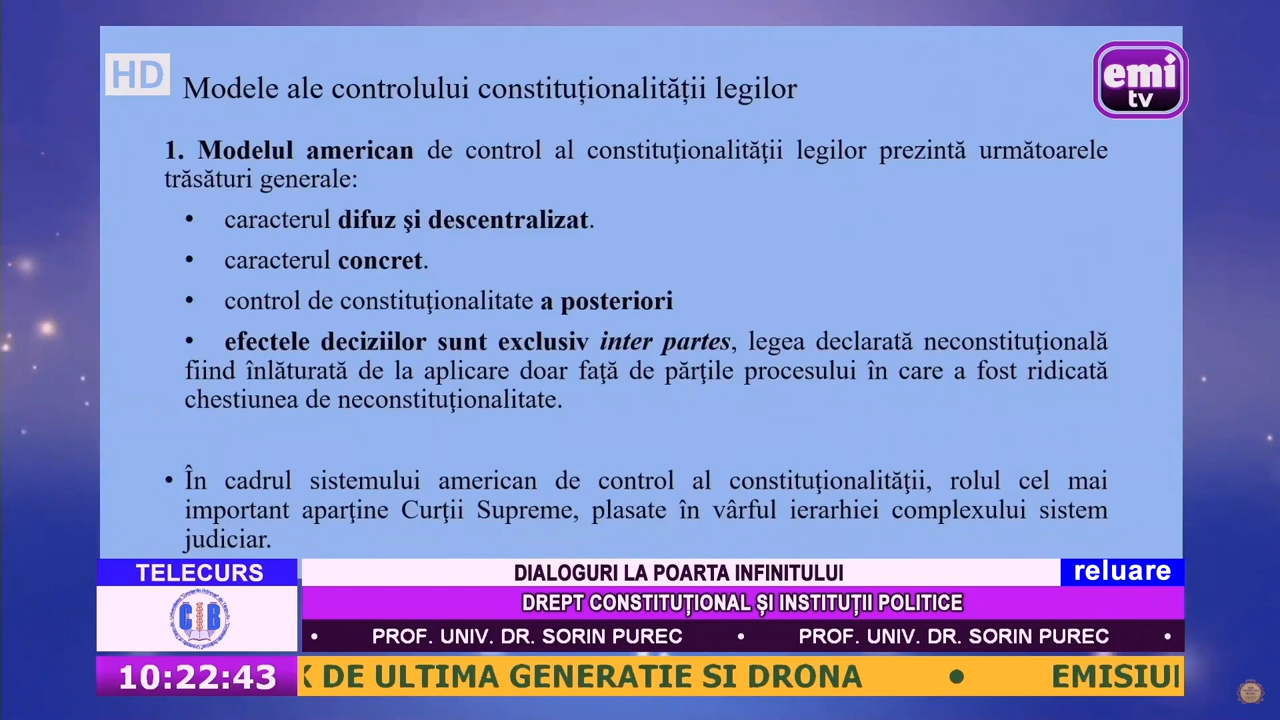 HD
emi
tv
Modele ale controlului constituționalității legilor
1. Modelul american de control al constituţionalităţii legilor prezintă următoarele
trăsături generale:
• caracterul difuz şi descentralizat.
• caracterul concret.
• control de constituţionalitate a posteriori
• efectele deciziilor sunt exclusiv inter partes, legea declarată neconstituţională
fiind înlăturată de la aplicare doar faţă de părţile procesului în care a fost ridicată
chestiunea de neconstituţionalitate.
• În cadrul sistemului american de control al constituţionalităţii, rolul cel mai
important aparţine Curţii Supreme, plasate în vârful ierarhiei complexului sistem
judiciar.
TELECURS
DIALOGURI LA POARTA INFINITULUI
reluare
DREPT CONSTITUȚIONAL ȘI INSTITUȚII POLITICE
CIB
• PROF. UNIV. DR. SORIN PUREC • PROF. UNIV. DR. SORIN PUREC •
10:22:43
DE ULTIMA GENERATIE SI DRONA • EMISIU